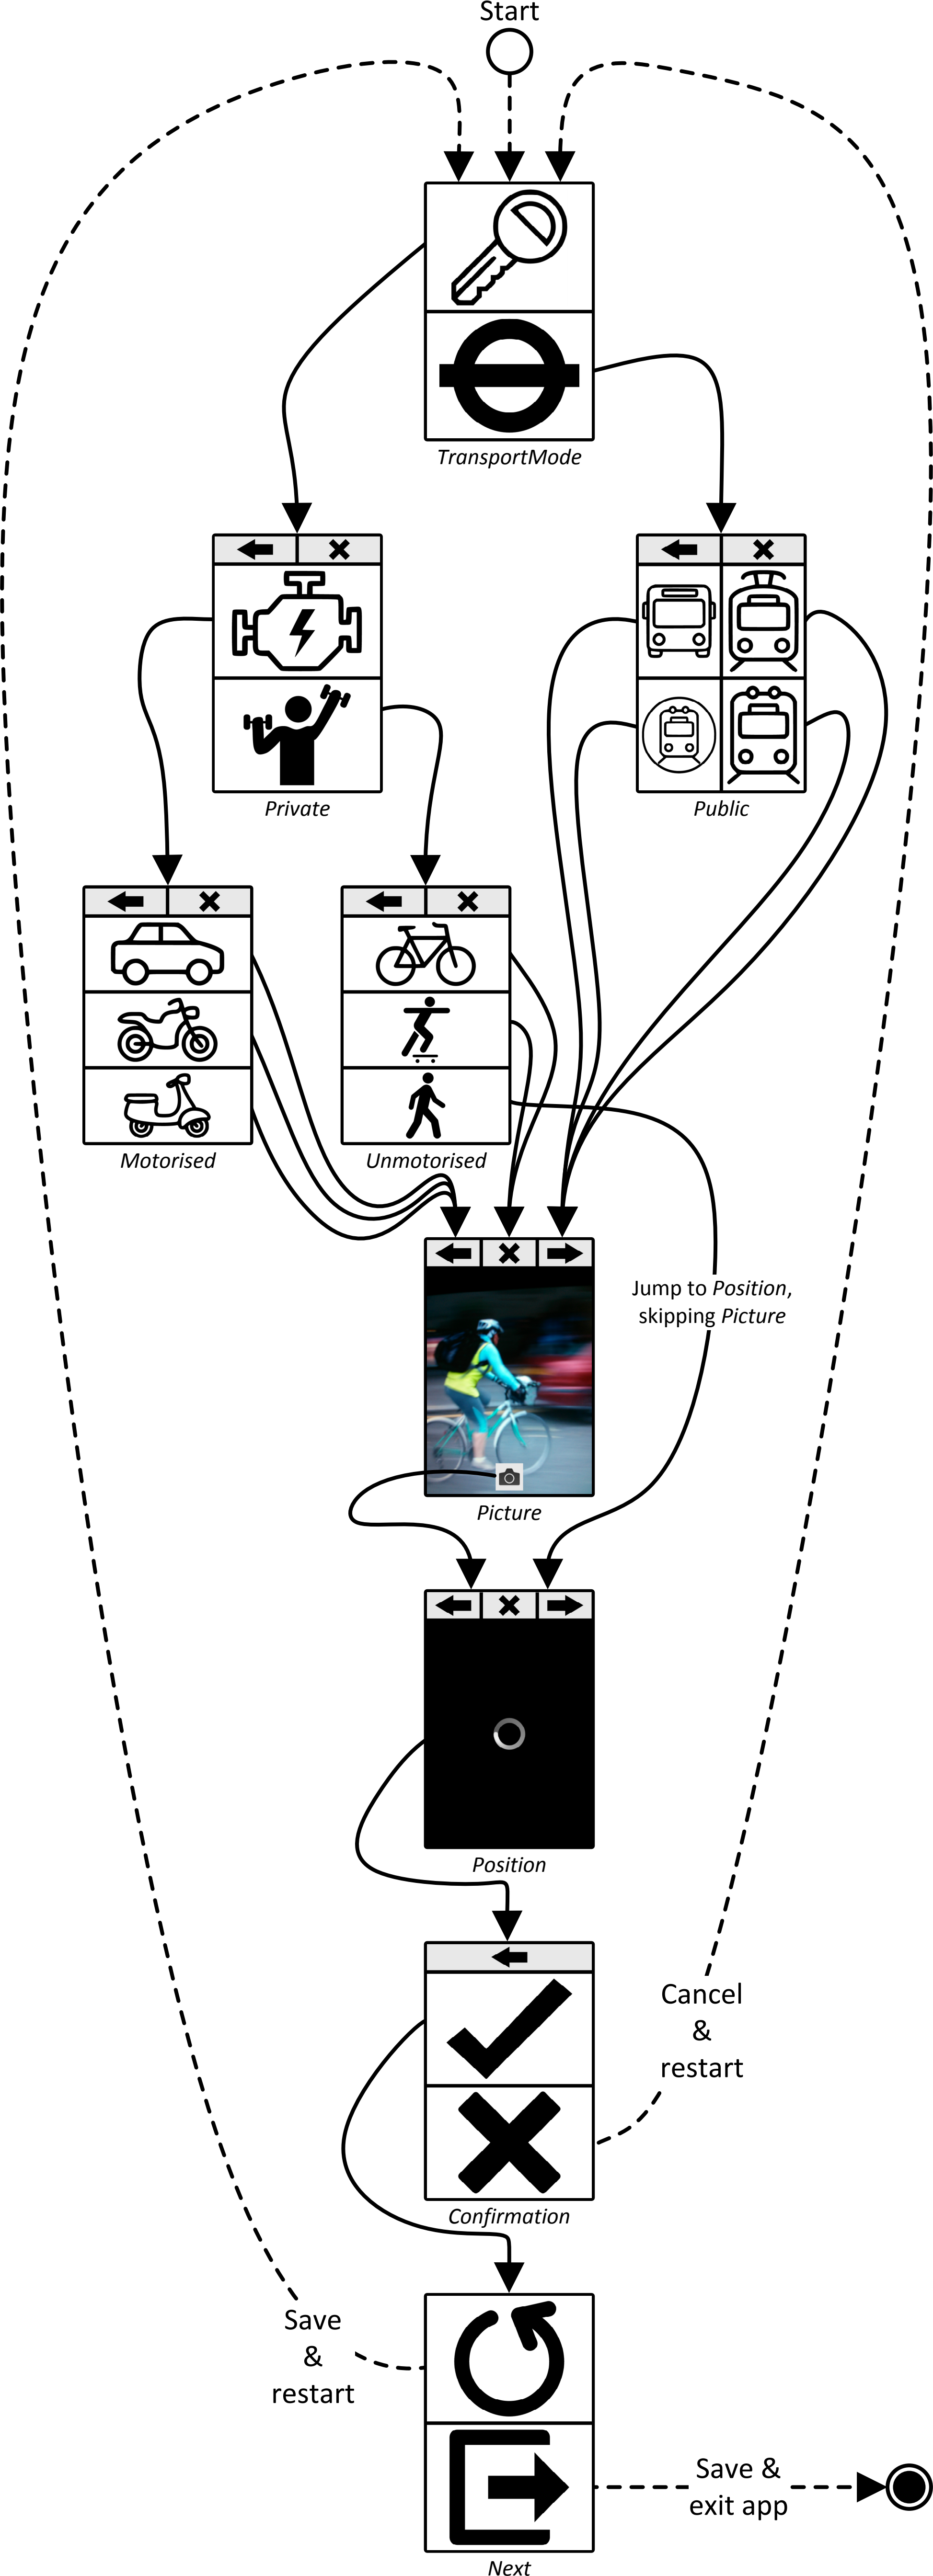 Start
TransportMode
Private
Public
Motorised
Unmotorised
Jump to Position,
skipping Picture
Picture
Position
Cancel
&
restart
Confirmation
Save
&
restart
Save &
exit app
Next